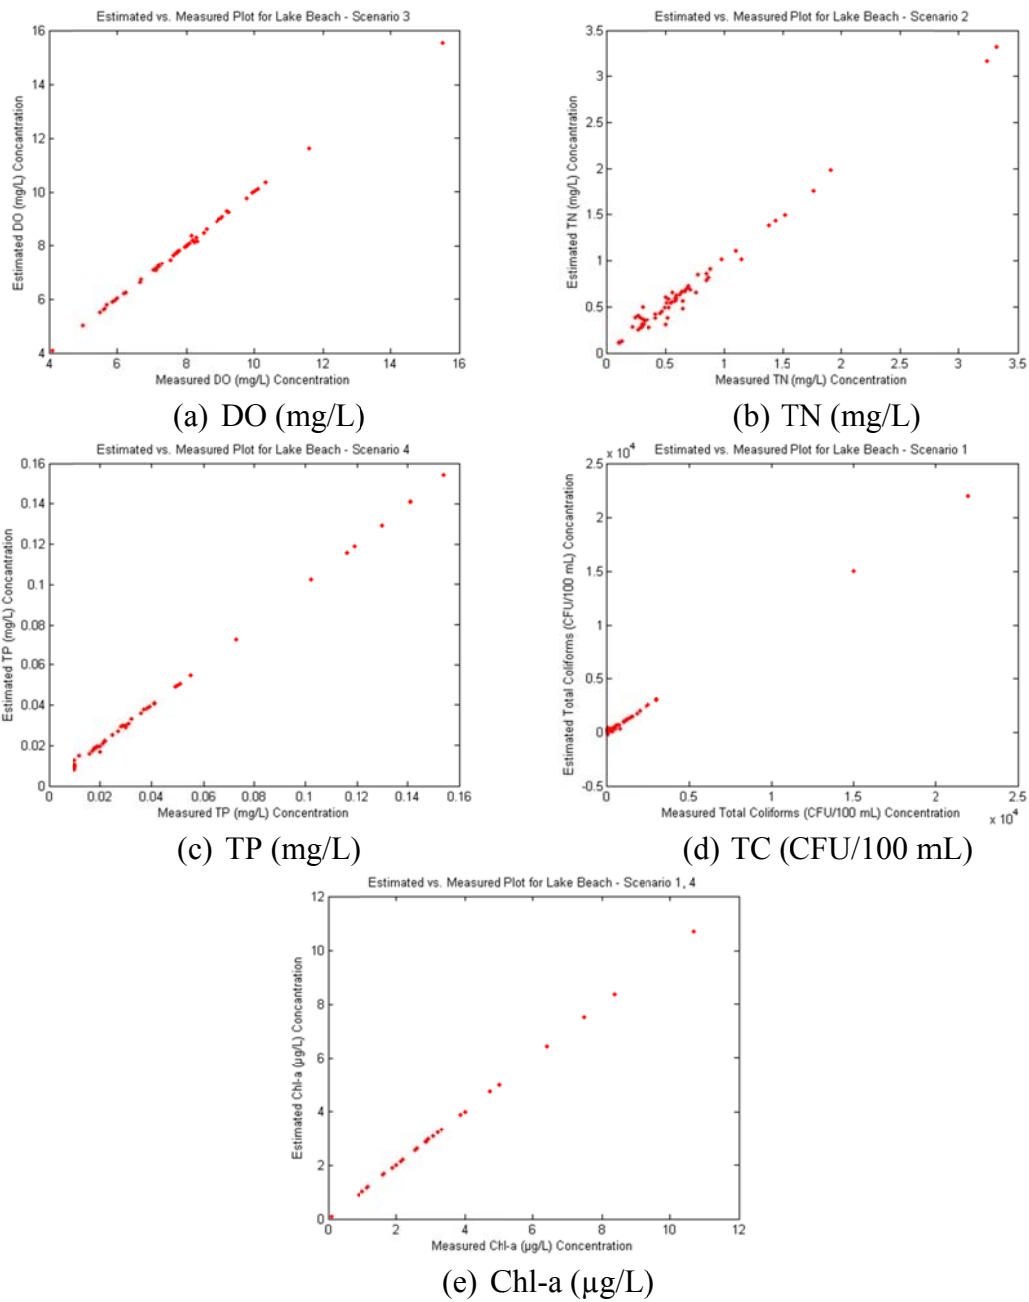 Estimated vs. Measured Plot for Lake Beach - Scenario 3
16
14
12
10
8
6
4
4 6 8 10 12 14 16
Estimated DO (mg/L) Concentration
Measured DO (mg/L) Concentration
(a) DO (mg/L)
Estimated vs. Measured Plot for Lake Beach - Scenario 2
3.5
3
2.5
2
1.5
1
0.5
0
0 0.5 1 1.5 2 2.5 3 3.5
Estimated TN (mg/L) Concentration
Measured TN (mg/L) Concentration
(b) TN (mg/L)
Estimated vs. Measured Plot for Lake Beach - Scenario 4
0.16
0.14
0.12
0.1
0.08
0.06
0.04
0.02
0
0 0.02 0.04 0.06 0.08 0.1 0.12 0.14 0.16
Estimated TP (mg/L) Concentration
Measured TP (mg/L) Concentration
(c) TP (mg/L)
Estimated vs. Measured Plot for Lake Beach - Scenario 1
x 10⁴
2.5
2
1.5
1
0.5
0
-0.5
0 0.5 1 1.5 2 2.5
Estimated Total Coliforms (CFU/100 mL) Concantration
Measured Total Coliforms (CFU/100 mL) Concentration
x 10⁴
(d) TC (CFU/100 mL)
Estimated vs. Measured Plot for Lake Beach - Scenario 1, 4
12
10
8
6
4
2
0
0 2 4 6 8 10 12
Estimated Chl-a (µg/L) Concentration
Measured Chl-a (µg/L) Concentration
(e) Chl-a (µg/L)